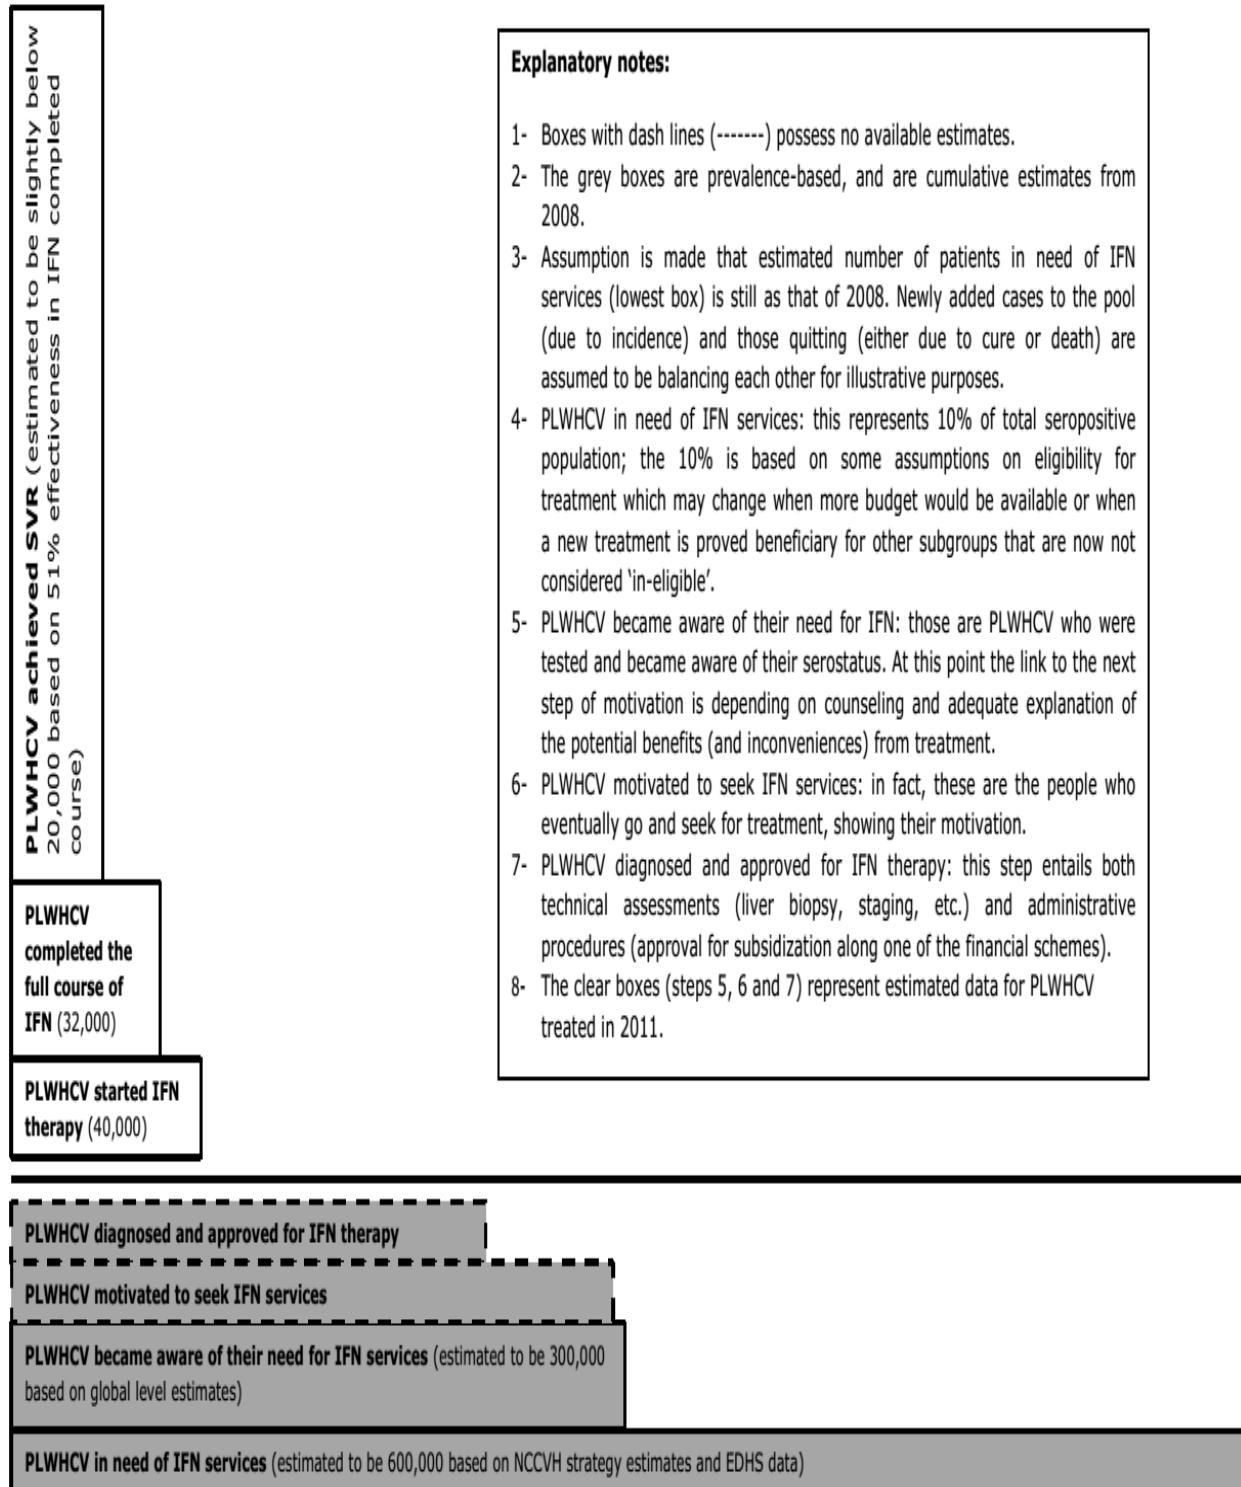 PLWHCV achieved SVR (estimated to be slightly below
20,000 based on 51% effectiveness in IFN completed
course)
PLWHCV
completed the
full course of
IFN (32,000)
PLWHCV started IFN
therapy (40,000)
Explanatory notes:
1- Boxes with dash lines (-------) possess no available estimates.
2- The grey boxes are prevalence-based, and are cumulative estimates from
2008.
3- Assumption is made that estimated number of patients in need of IFN
services (lowest box) is still as that of 2008. Newly added cases to the pool
(due to incidence) and those quitting (either due to cure or death) are
assumed to be balancing each other for illustrative purposes.
4- PLWHCV in need of IFN services: this represents 10% of total seropositive
population; the 10% is based on some assumptions on eligibility for
treatment which may change when more budget would be available or when
a new treatment is proved beneficiary for other subgroups that are now not
considered ‘in-eligible’.
5- PLWHCV became aware of their need for IFN: those are PLWHCV who were
tested and became aware of their serostatus. At this point the link to the next
step of motivation is depending on counseling and adequate explanation of
the potential benefits (and inconveniences) from treatment.
6- PLWHCV motivated to seek IFN services: in fact, these are the people who
eventually go and seek for treatment, showing their motivation.
7- PLWHCV diagnosed and approved for IFN therapy: this step entails both
technical assessments (liver biopsy, staging, etc.) and administrative
procedures (approval for subsidization along one of the financial schemes).
8- The clear boxes (steps 5, 6 and 7) represent estimated data for PLWHCV
treated in 2011.
PLWHCV diagnosed and approved for IFN therapy
PLWHCV motivated to seek IFN services
PLWHCV became aware of their need for IFN services (estimated to be 300,000
based on global level estimates)
PLWHCV in need of IFN services (estimated to be 600,000 based on NCCVH strategy estimates and EDHS data)